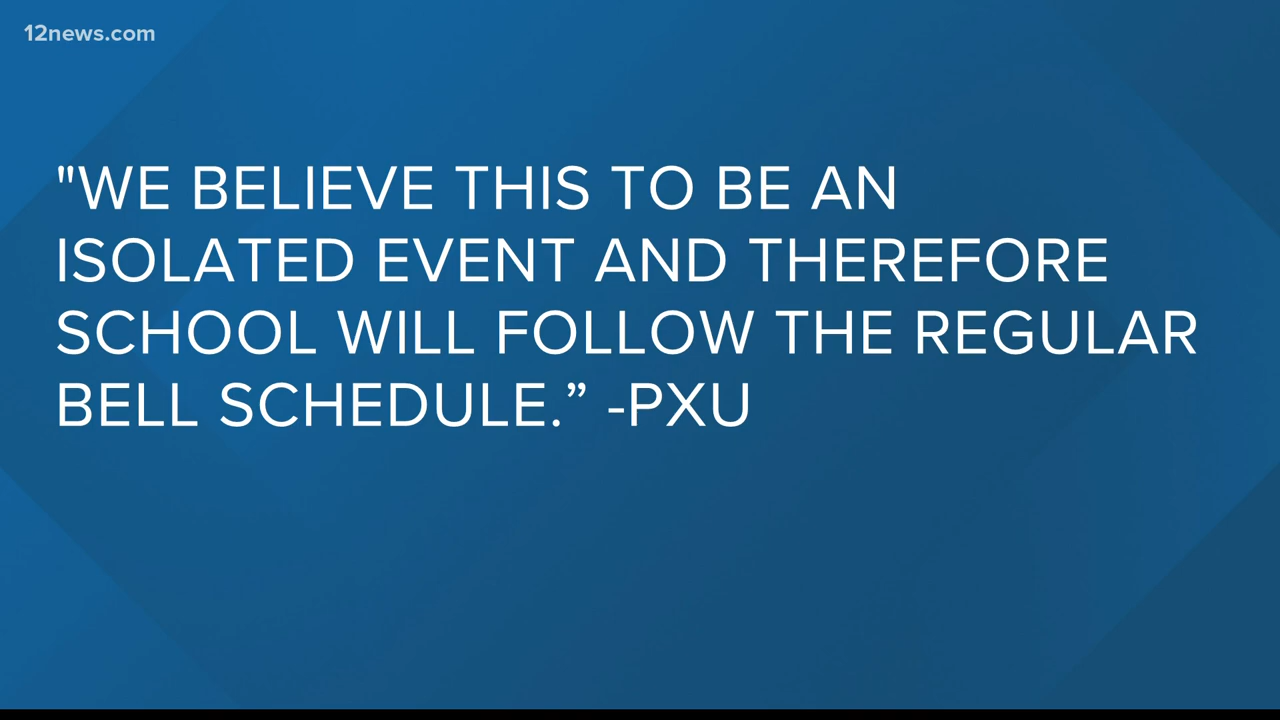 12news.com
"WE BELIEVE THIS TO BE AN
ISOLATED EVENT AND THEREFORE
SCHOOL WILL FOLLOW THE REGULAR
BELL SCHEDULE.” -PXU